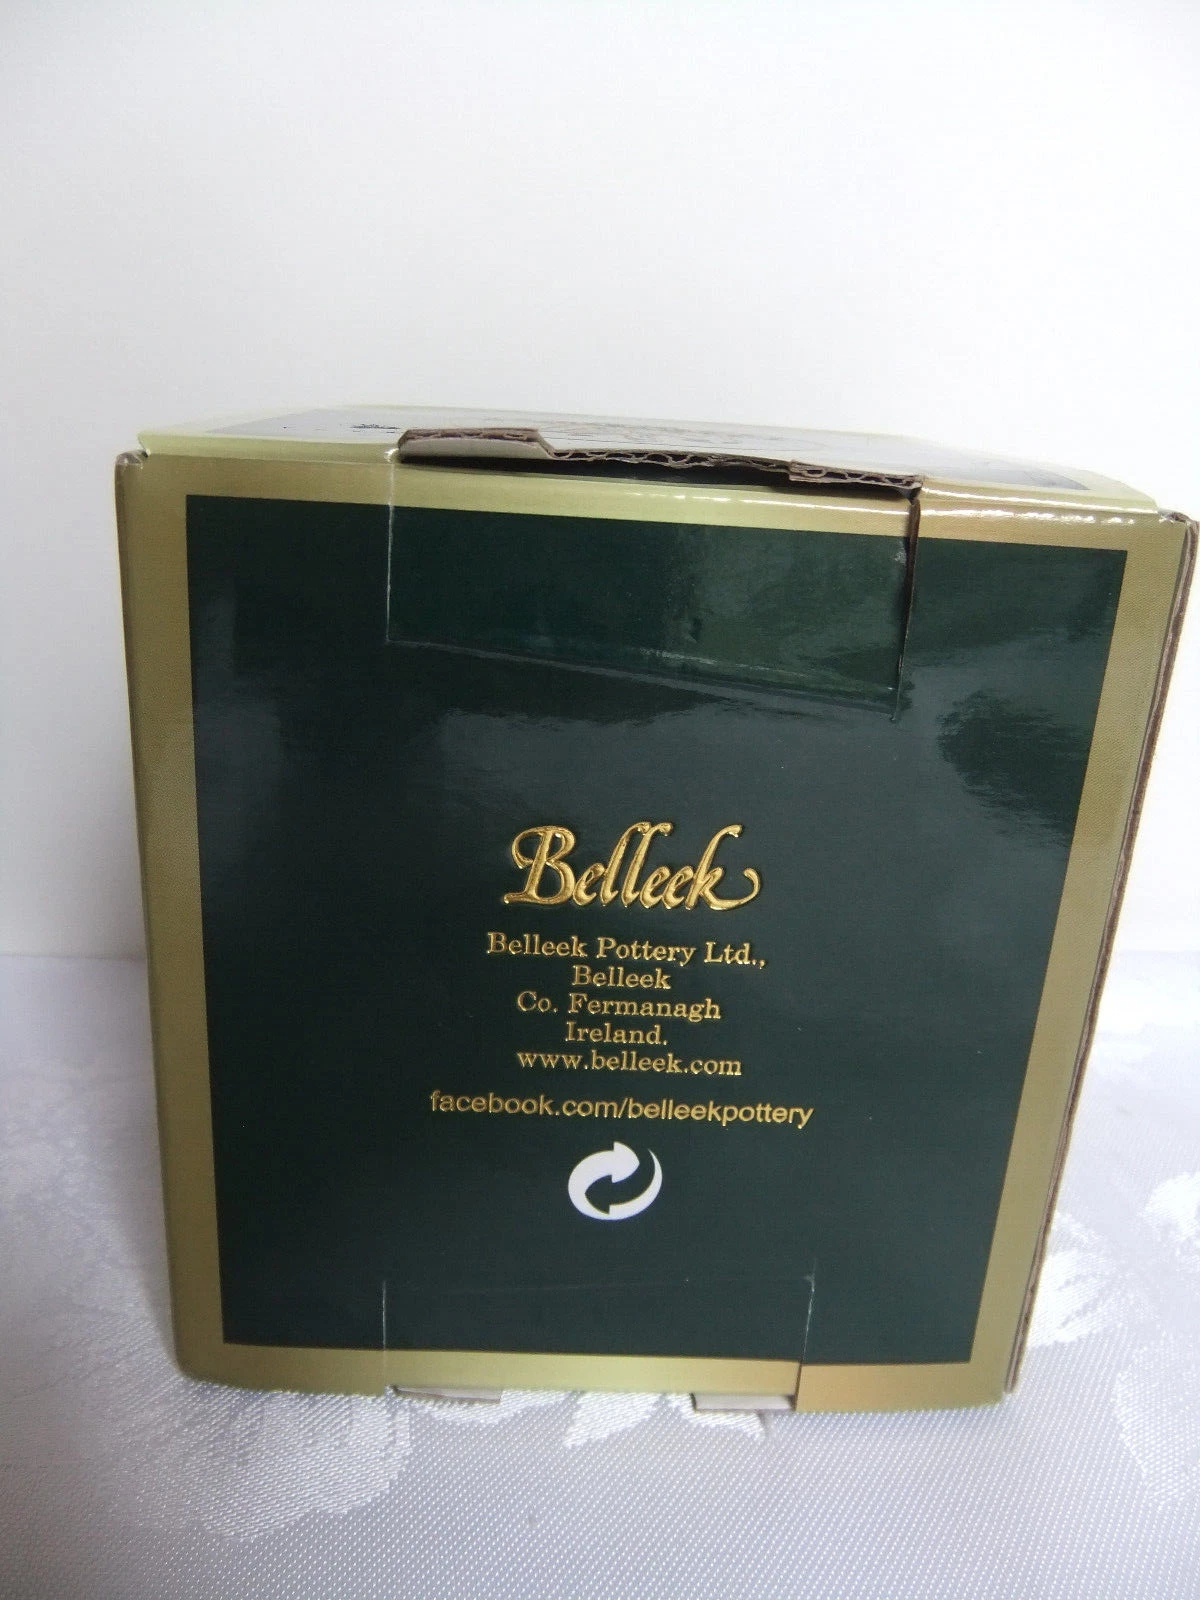 Belleek
Belleek Pottery Ltd.,
Belleek
Co. Fermanagh
Ireland.
www.belleek.com
facebook.com/belleekpottery